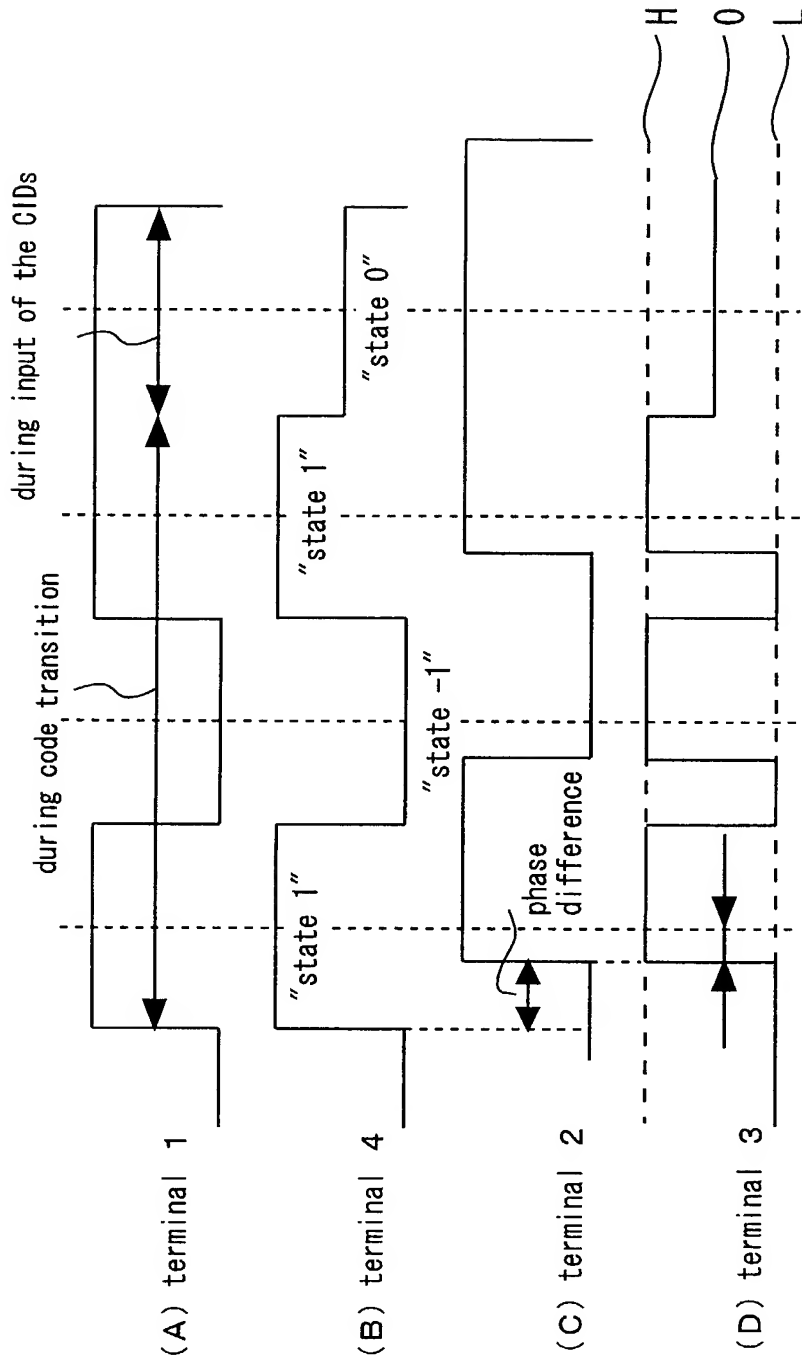 during code transition
during input of the CIDs
(A) terminal 1
(B) terminal 4
"state 1"
"state -1"
"state 1"
"state 0"
(C) terminal 2
phase
difference
(D) terminal 3
H
0
L